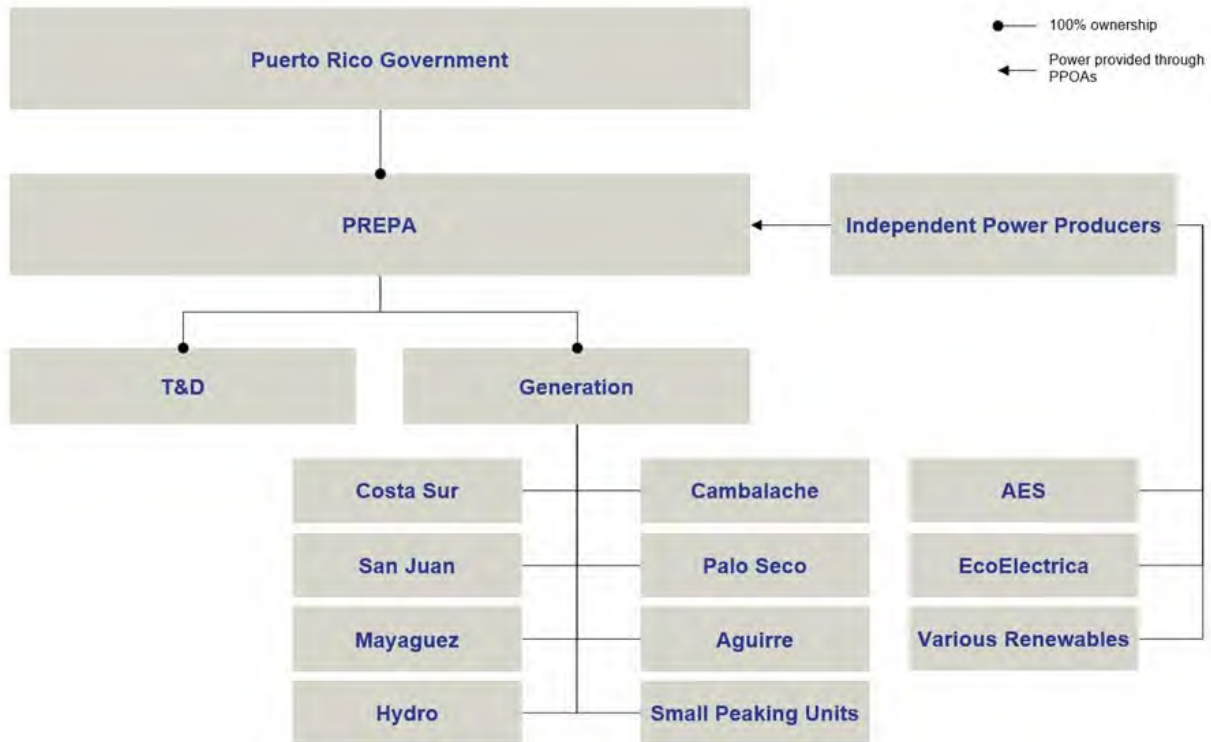 Puerto Rico Government
100% ownership
Power provided through
PPOAs
PREPA
Independent Power Producers
T&D
Generation
Costa Sur
Cambalache
AES
San Juan
Palo Seco
EcoElectrica
Mayaguez
Aguirre
Various Renewables
Hydro
Small Peaking Units